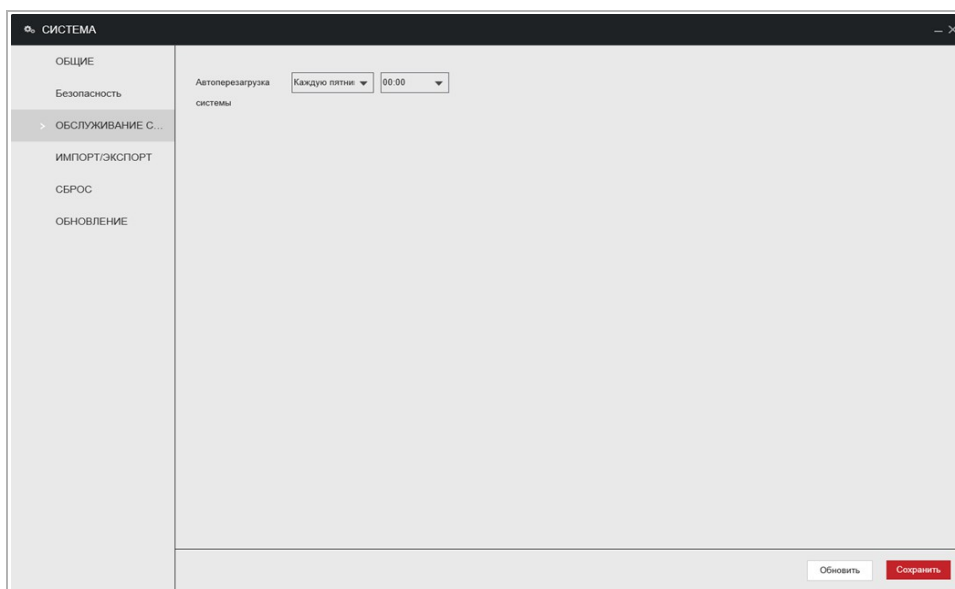 СИСТЕМА
ОБЩИЕ
Безопасность
ОБСЛУЖИВАНИЕ С...
ИМПОРТ/ЭКСПОРТ
СБРОС
ОБНОВЛЕНИЕ
Автоперезагрузка Каждую пятни 00:00
системы
Обновить Сохранить